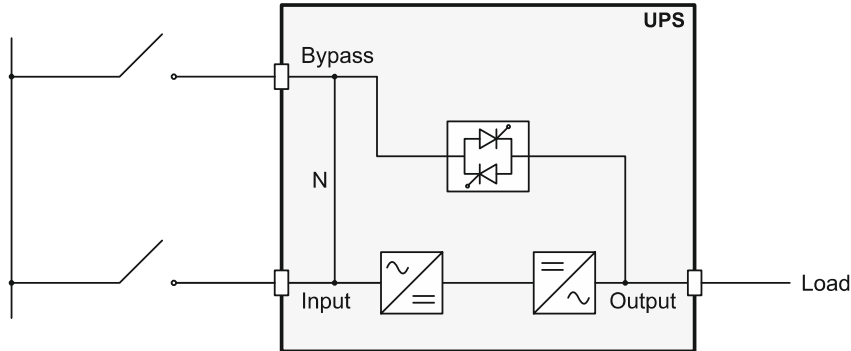 UPS
Bypass
N
Input
Output
Load